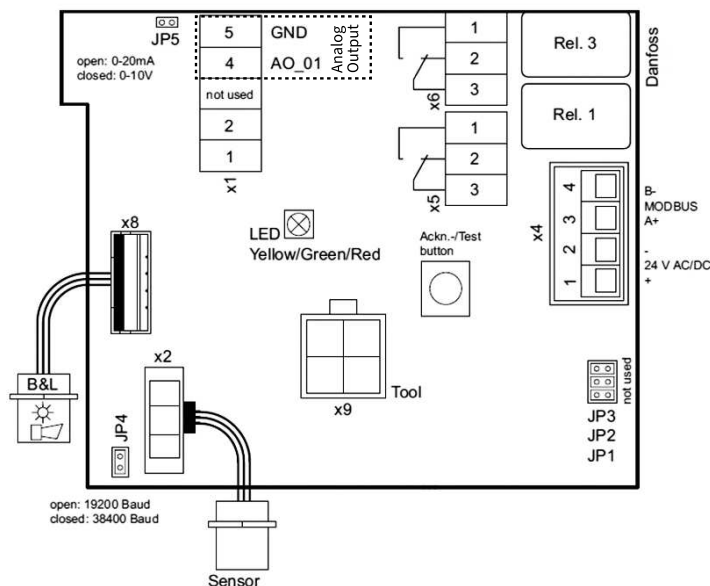 JP5
open: 0-20mA
closed: 0-10V
5 GND
4 AO_01
not used
2
1
x1
Analog
Output
1
2
3
x6
Rel. 3
Danfoss
1
2
3
x5
Rel. 1
4
3
2
1
x4
B-
MODBUS
A+
-
24 V AC/DC
+
x8
LED
Yellow/Green/Red
Ackn.-/Test
button
B&L
x2
JP4
x9
Tool
not used
JP3
JP2
JP1
open: 19200 Baud
closed: 38400 Baud
Sensor